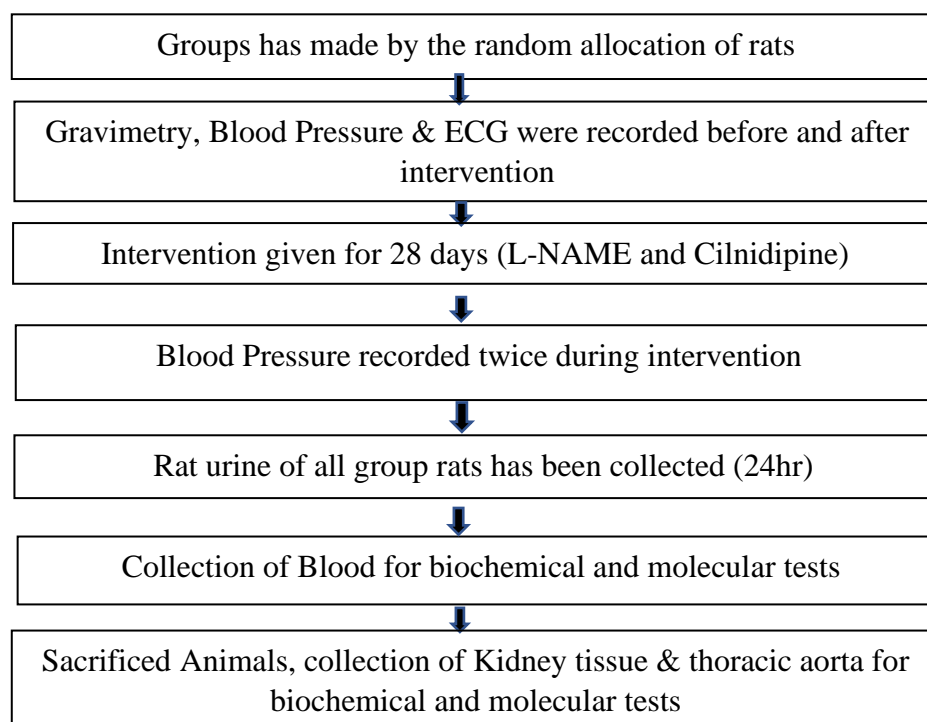 Groups has made by the random allocation of rats
Gravimetry, Blood Pressure & ECG were recorded before and after
intervention
Intervention given for 28 days (L-NAME and Cilnidipine)
Blood Pressure recorded twice during intervention
Rat urine of all group rats has been collected (24hr)
Collection of Blood for biochemical and molecular tests
Sacrificed Animals, collection of Kidney tissue & thoracic aorta for
biochemical and molecular tests